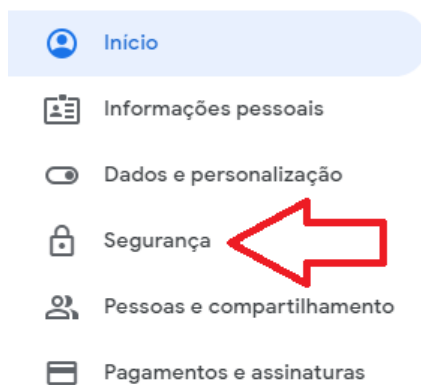 Início
Informações pessoais
Dados e personalização
Segurança
Pessoas e compartilhamento
Pagamentos e assinaturas